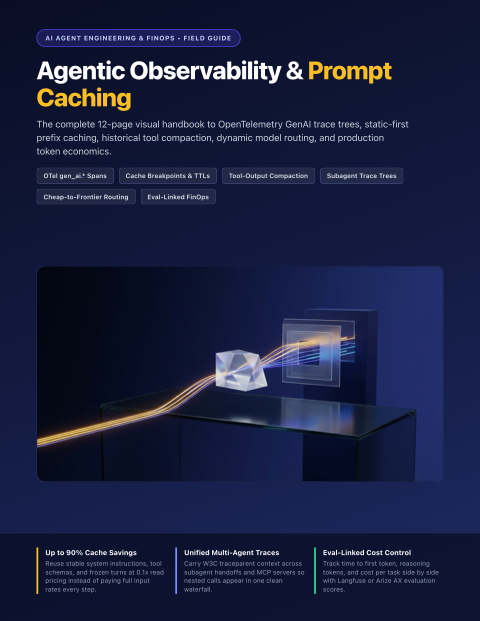 AI AGENT ENGINEERING & FINOPS • FIELD GUIDE
Agentic Observability & Prompt
Caching
The complete 12-page visual handbook to OpenTelemetry GenAI trace trees, static-first
prefix caching, historical tool compaction, dynamic model routing, and production
token economics.
OTel gen_ai.* Spans
Cache Breakpoints & TTLs
Tool-Output Compaction
Subagent Trace Trees
Cheap-to-Frontier Routing
Eval-Linked FinOps
Up to 90% Cache Savings
Reuse stable system instructions, tool
schemas, and frozen turns at 0.1x read
pricing instead of paying full input
rates every step.
Unified Multi-Agent Traces
Carry W3C traceparent context across
subagent handoffs and MCP servers so
nested calls appear in one clean
waterfall.
Eval-Linked Cost Control
Track time to first token, reasoning
tokens, and cost per task side by side
with Langfuse or Arize AX evaluation
scores.